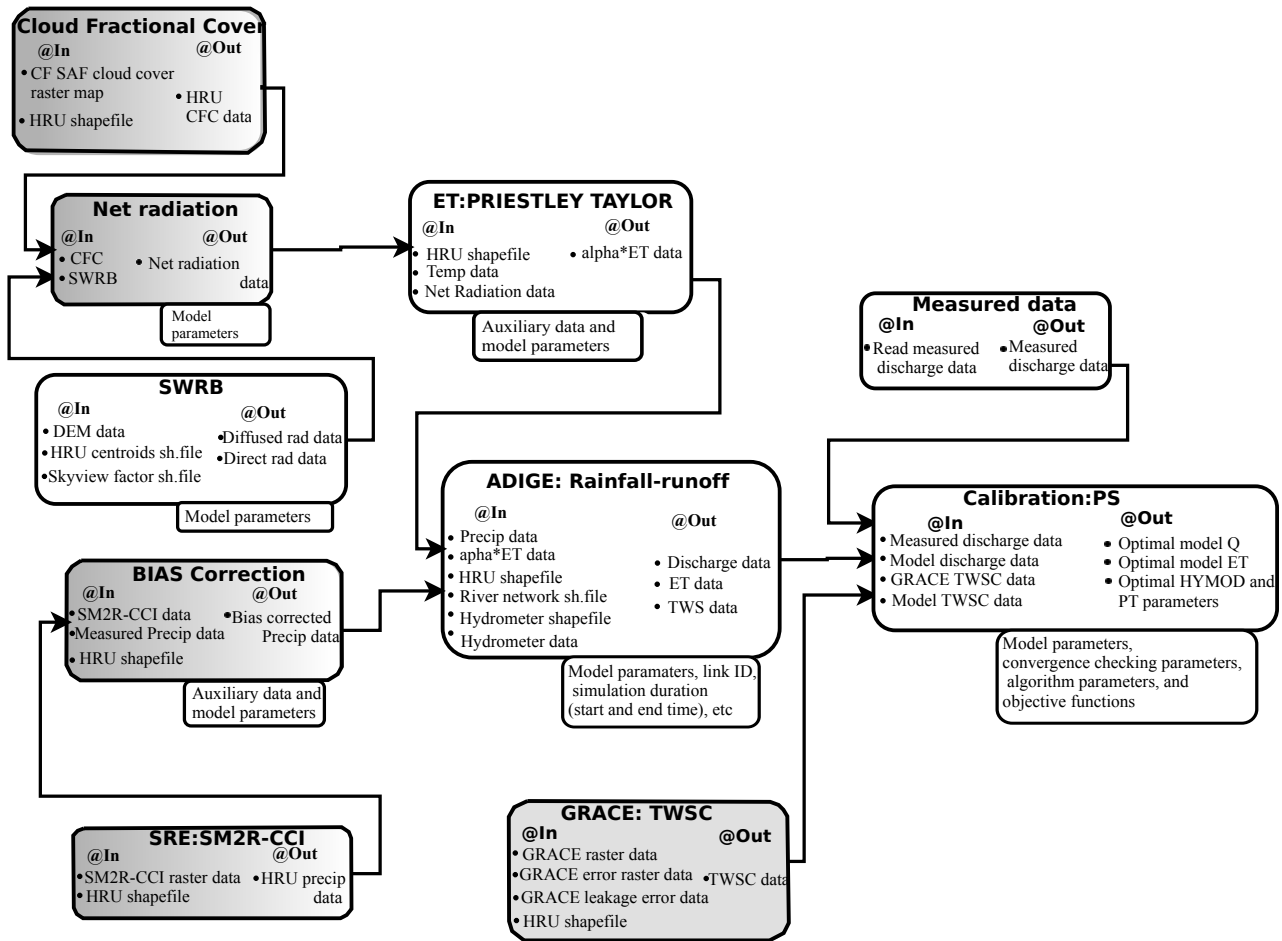 Cloud Fractional Cover
@In
@Out
• CF SAF cloud cover
raster map
• HRU shapefile
• HRU
CFC data
Net radiation
@In
@Out
• CFC
• SWRB
• Net radiation
data
Model
parameters
ET:PRIESTLEY TAYLOR
@In
@Out
• HRU shapefile
• Temp data
• Net Radiation data
• alpha*ET data
Auxiliary data and
model parameters
Measured data
@In
@Out
• Read measured
discharge data
• Measured
discharge data
SWRB
@In
@Out
• DEM data
• HRU centroids sh.file
• Skyview factor sh.file
• Diffused rad data
• Direct rad data
Model parameters
ADIGE: Rainfall-runoff
@In
@Out
• Precip data
• apha*ET data
• HRU shapefile
• River network sh.file
• Hydrometer shapefile
• Hydrometer data
• Discharge data
• ET data
• TWS data
Model paramaters, link ID,
simulation duration
(start and end time), etc
Calibration:PS
@In
@Out
• Measured discharge data
• Model discharge data
• GRACE TWSC data
• Model TWSC data
• Optimal model Q
• Optimal model ET
• Optimal HYMOD and
PT parameters
Model parameters,
convergence checking parameters,
algorithm parameters, and
objective functions
BIAS Correction
@In
@Out
• SM2R-CCI data
• Measured Precip data
• HRU shapefile
• Bias corrected
Precip data
Auxiliary data and
model parameters
SRE:SM2R-CCI
@In
@Out
• SM2R-CCI raster data
• HRU shapefile
• HRU precip
data
GRACE: TWSC
@In
@Out
• GRACE raster data
• GRACE error raster data
• GRACE leakage error data
• HRU shapefile
• TWSC data